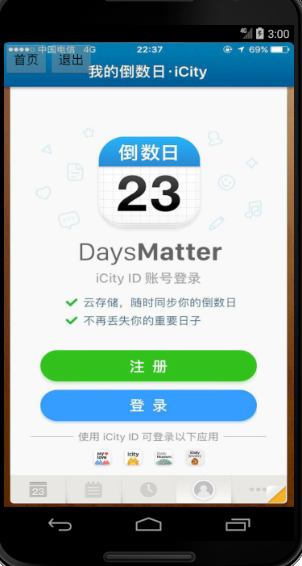 3:00
中国电信 4G 22:37 69%
首页 退出
我的倒数日·iCity
倒数日
23
DaysMatter
iCity ID 账号登录
云存储，随时同步你的倒数日
不再丢失你的重要日子
注 册
登 录
使用 iCity ID 可登录以下应用
23